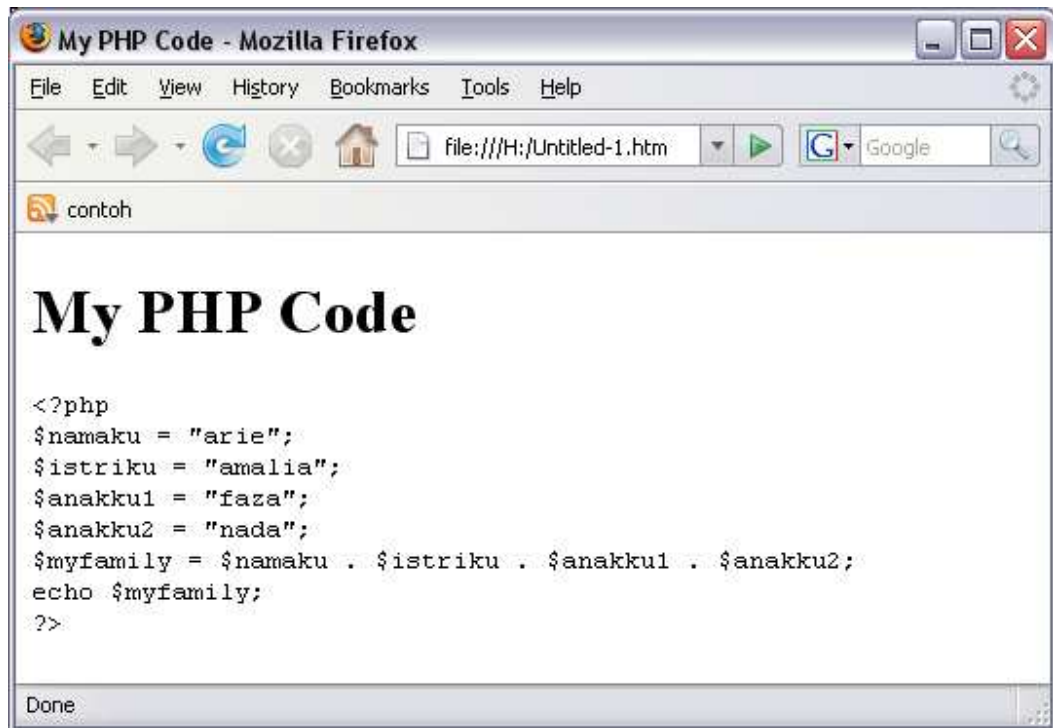 My PHP Code - Mozilla Firefox
File Edit View History Bookmarks Tools Help
file:///H:/Untitled-1.htm G Google
contoh
My PHP Code
<?php
$namaku = "arie";
$istriku = "amalia";
$anakku1 = "faza";
$anakku2 = "nada";
$myfamily = $namaku . $istriku . $anakku1 . $anakku2;
echo $myfamily;
?>
Done